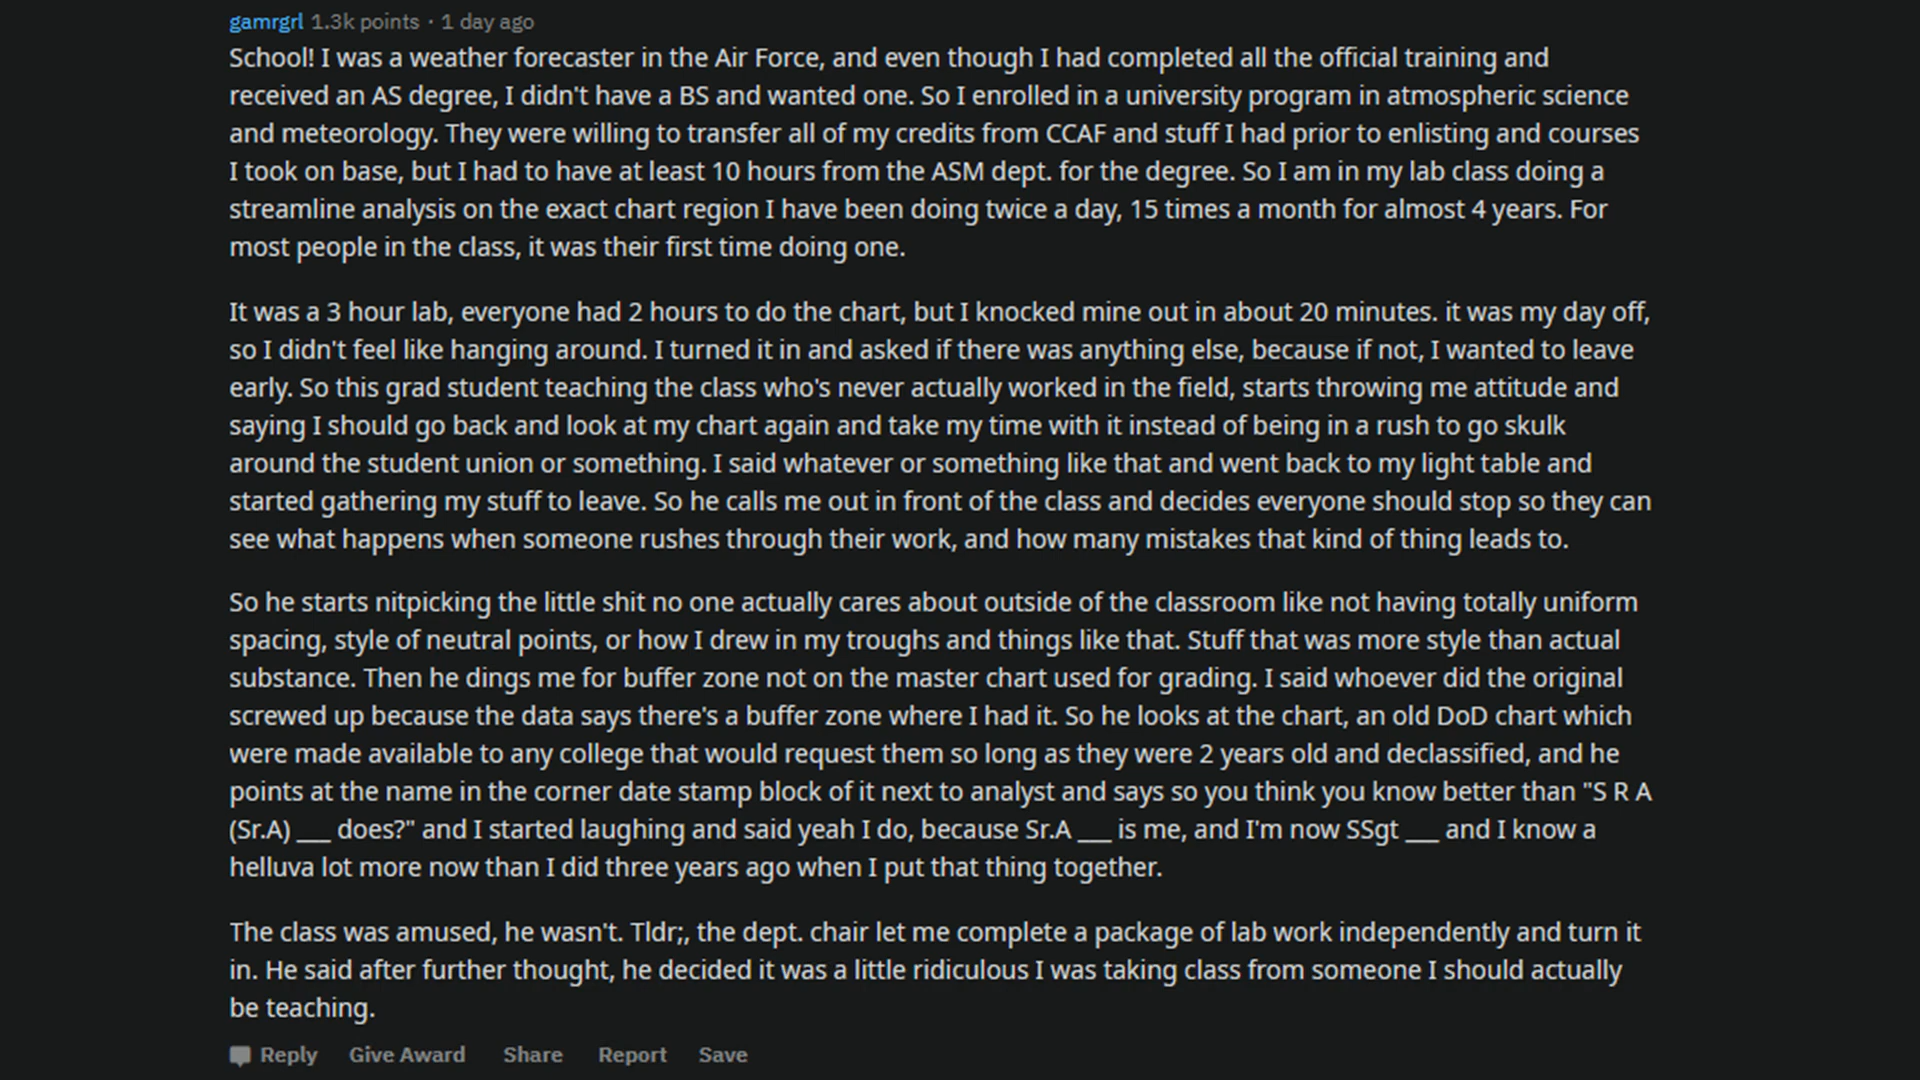 gamrgrl 1.3k points · 1 day ago
School! I was a weather forecaster in the Air Force, and even though I had completed all the official training and
received an AS degree, I didn't have a BS and wanted one. So I enrolled in a university program in atmospheric science
and meteorology. They were willing to transfer all of my credits from CCAF and stuff I had prior to enlisting and courses
I took on base, but I had to have at least 10 hours from the ASM dept. for the degree. So I am in my lab class doing a
streamline analysis on the exact chart region I have been doing twice a day, 15 times a month for almost 4 years. For
most people in the class, it was their first time doing one.
It was a 3 hour lab, everyone had 2 hours to do the chart, but I knocked mine out in about 20 minutes. it was my day off,
so I didn't feel like hanging around. I turned it in and asked if there was anything else, because if not, I wanted to leave
early. So this grad student teaching the class who's never actually worked in the field, starts throwing me attitude and
saying I should go back and look at my chart again and take my time with it instead of being in a rush to go skulk
around the student union or something. I said whatever or something like that and went back to my light table and
started gathering my stuff to leave. So he calls me out in front of the class and decides everyone should stop so they can
see what happens when someone rushes through their work, and how many mistakes that kind of thing leads to.
So he starts nitpicking the little shit no one actually cares about outside of the classroom like not having totally uniform
spacing, style of neutral points, or how I drew in my troughs and things like that. Stuff that was more style than actual
substance. Then he dings me for buffer zone not on the master chart used for grading. I said whoever did the original
screwed up because the data says there's a buffer zone where I had it. So he looks at the chart, an old DoD chart which
were made available to any college that would request them so long as they were 2 years old and declassified, and he
points at the name in the corner date stamp block of it next to analyst and says so you think you know better than "S R A
(Sr.A) ___ does?" and I started laughing and said yeah I do, because Sr.A ___ is me, and I'm now SSgt ___ and I know a
helluva lot more now than I did three years ago when I put that thing together.
The class was amused, he wasn't. Tldr;, the dept. chair let me complete a package of lab work independently and turn it
in. He said after further thought, he decided it was a little ridiculous I was taking class from someone I should actually
be teaching.
Reply Give Award Share Report Save